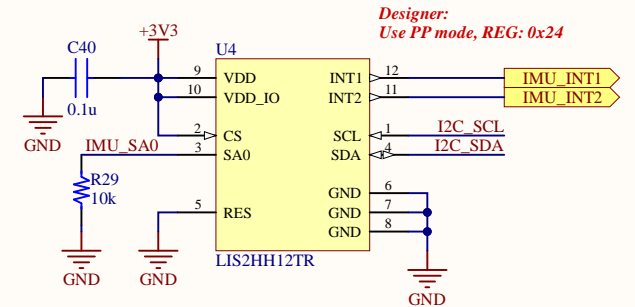 Designer:
Use PP mode, REG: 0x24
+3V3
C40
U4
0.1u
GND
9 VDD
10 VDD_IO
2 CS
3 SA0
5 RES
INT1 12
INT2 11
SCL 1
SDA 4
GND 6
GND 7
GND 8
IMU_INT1
IMU_INT2
I2C_SCL
I2C_SDA
IMU_SA0
R29
10k
LIS2HH12TR
GND
GND
GND